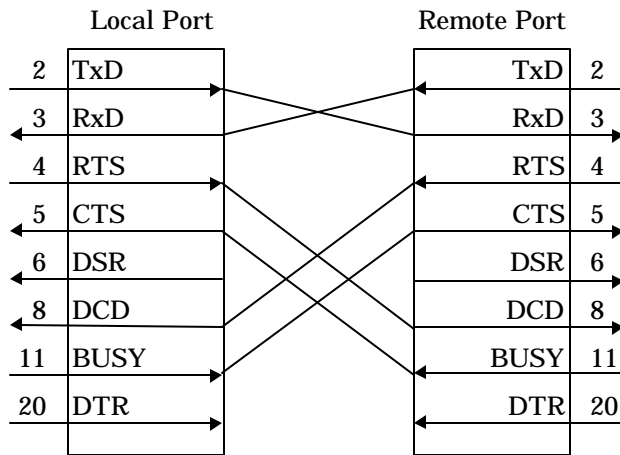 Local Port Remote Port
2 TxD TxD 2
3 RxD RxD 3
4 RTS RTS 4
5 CTS CTS 5
6 DSR DSR 6
8 DCD DCD 8
11 BUSY BUSY 11
20 DTR DTR 20